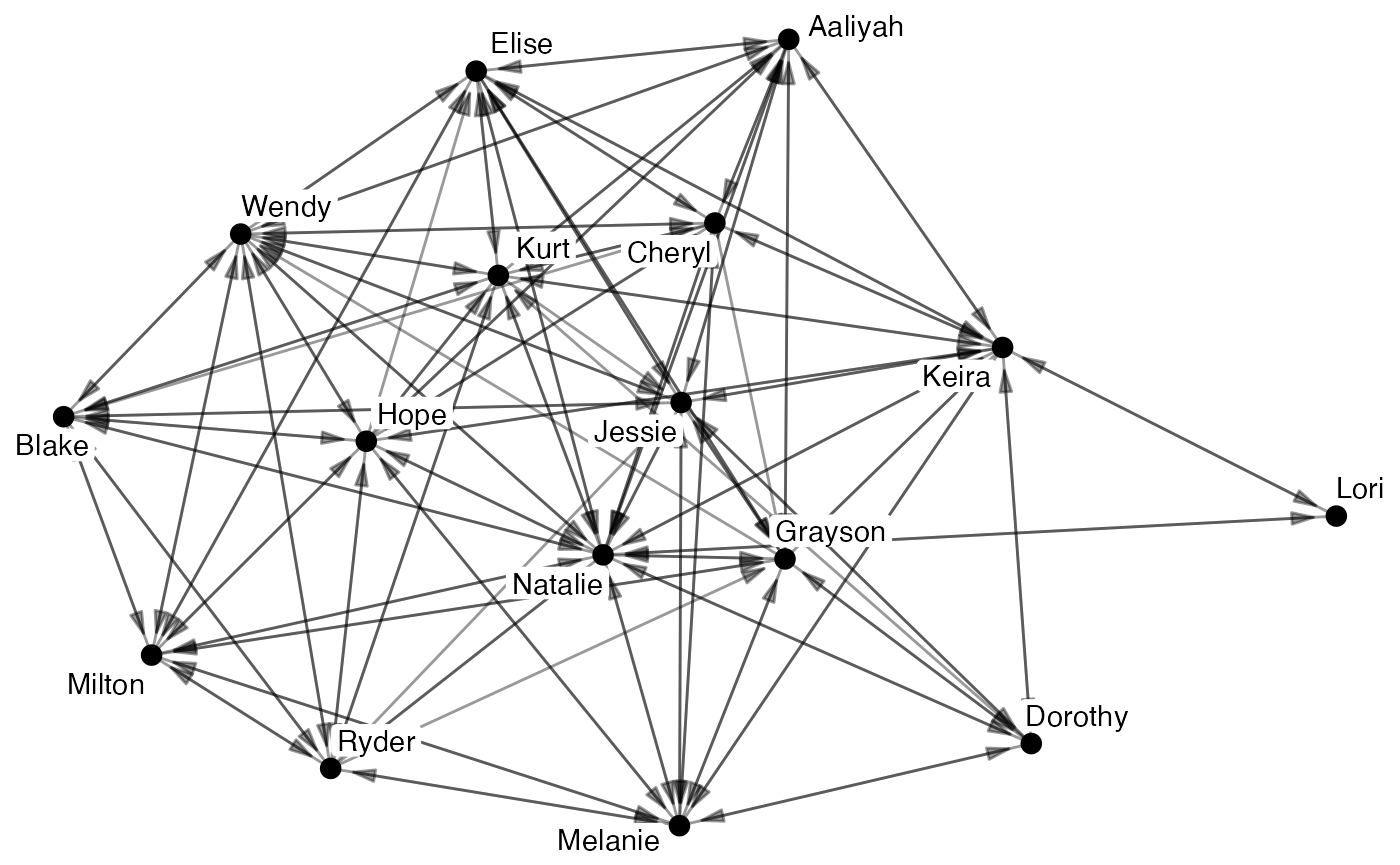 Aaliyah
Elise
Wendy
Kurt
Cheryl
Keira
Hope
Jessie
Blake
Lori
Grayson
Natalie
Milton
Dorothy
Ryder
Melanie